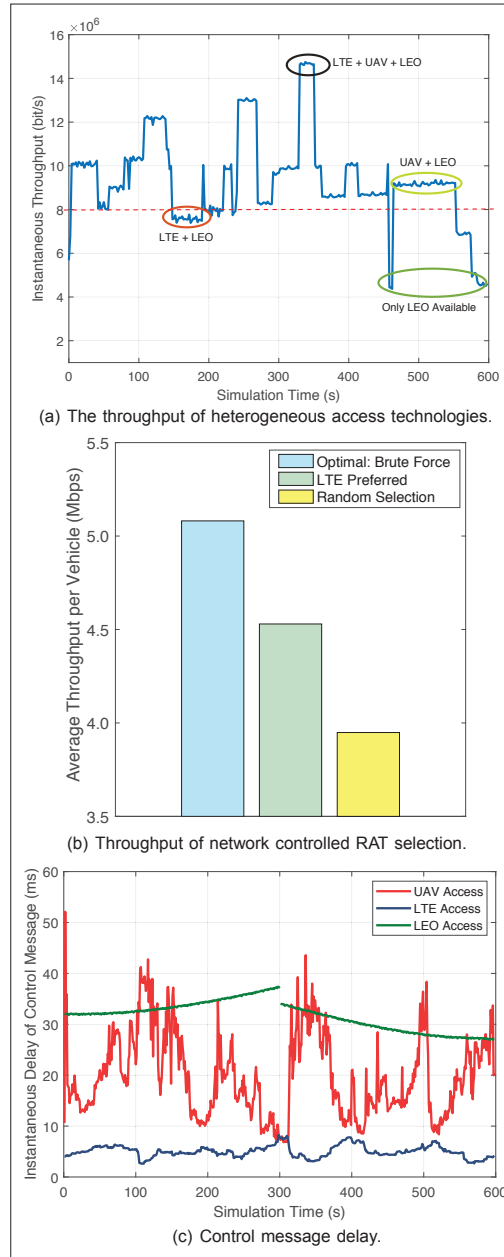 × 10⁶
16
14
12
10
8
6
4
2
Instantaneous Throughput (bit/s)
LTE + UAV + LEO
UAV + LEO
LTE + LEO
Only LEO Available
0 100 200 300 400 500 600
Simulation Time (s)
(a) The throughput of heterogeneous access technologies.
5.5
5.0
4.5
4.0
3.5
Average Throughput per Vehicle (Mbps)
Optimal: Brute Force
LTE Preferred
Random Selection
(b) Throughput of network controlled RAT selection.
60
50
40
30
20
10
0
Instantaneous Delay of Control Message (ms)
UAV Access
LTE Access
LEO Access
0 100 200 300 400 500 600
Simulation Time (s)
(c) Control message delay.